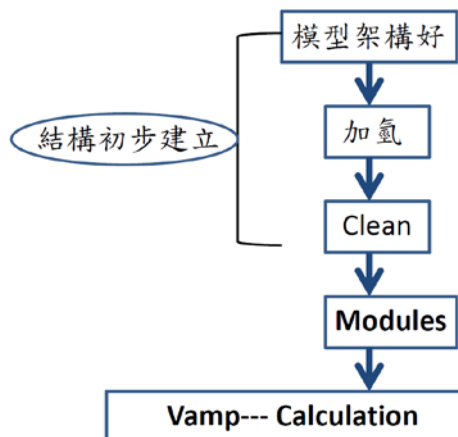 模型架構好
結構初步建立
加氫
Clean
Modules
Vamp--- Calculation